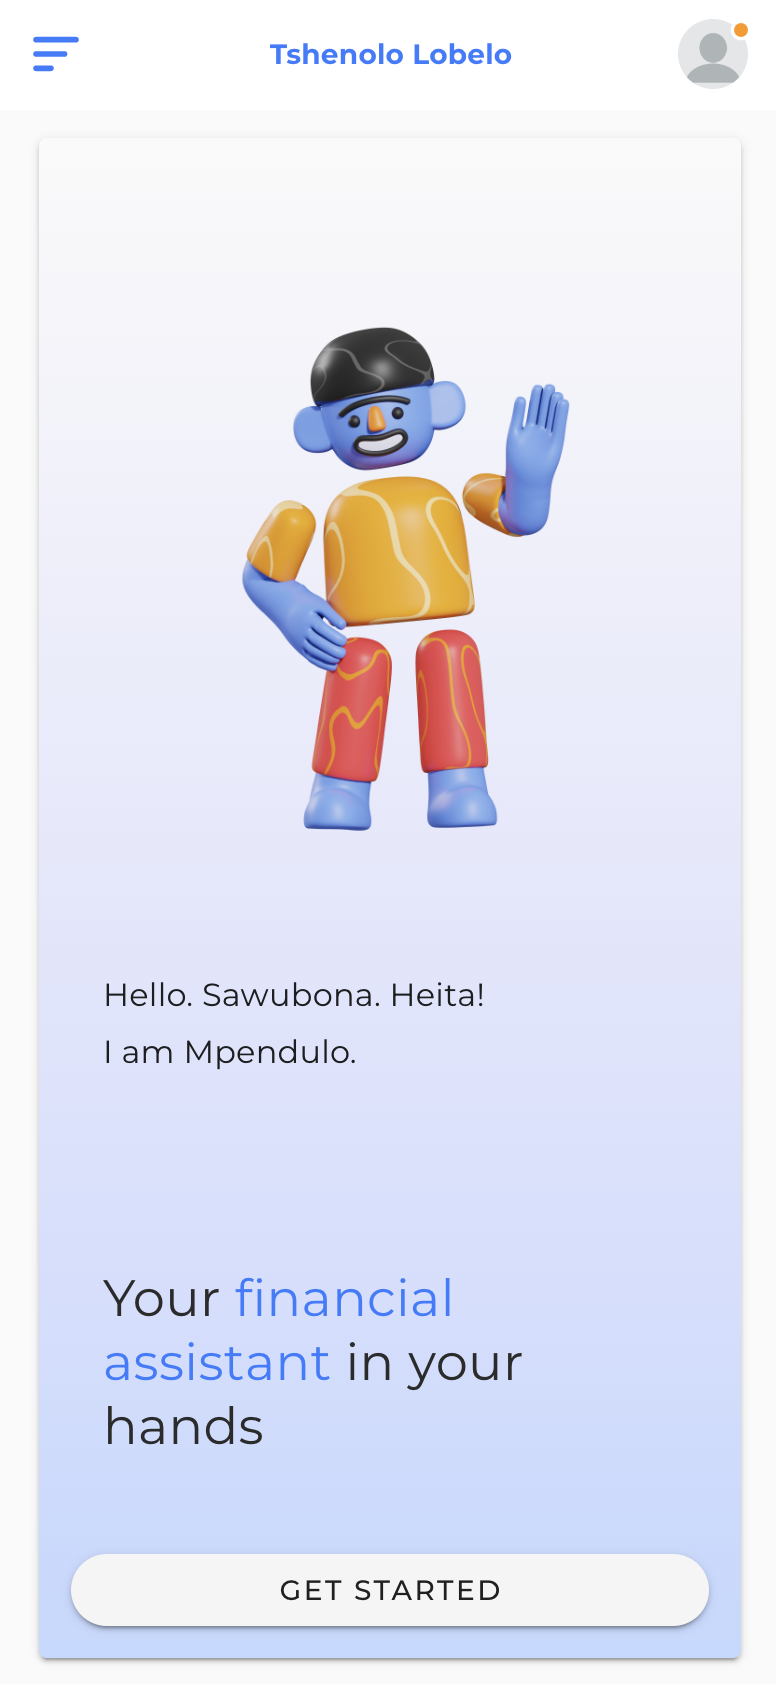 Tshenolo Lobelo
Hello. Sawubona. Heita!
I am Mpendulo.
Your financial
assistant in your
hands
GET STARTED